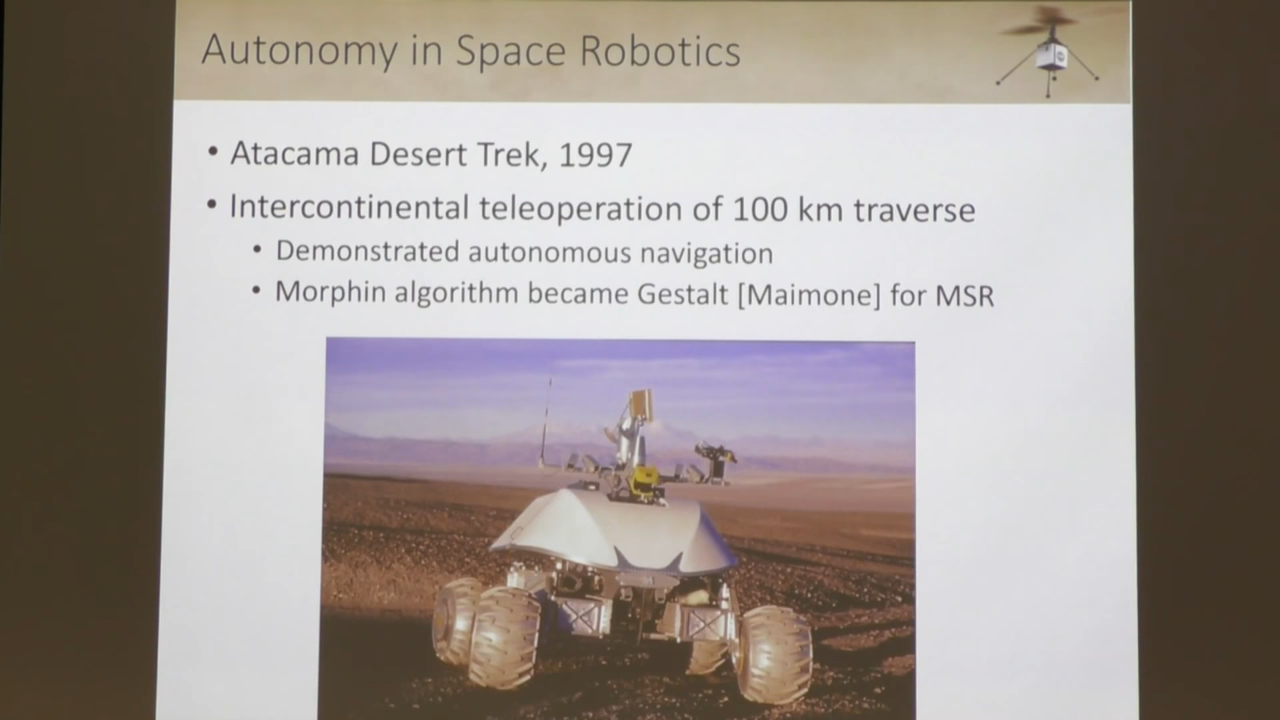 Autonomy in Space Robotics
• Atacama Desert Trek, 1997
• Intercontinental teleoperation of 100 km traverse
• Demonstrated autonomous navigation
• Morphin algorithm became Gestalt [Maimone] for MSR